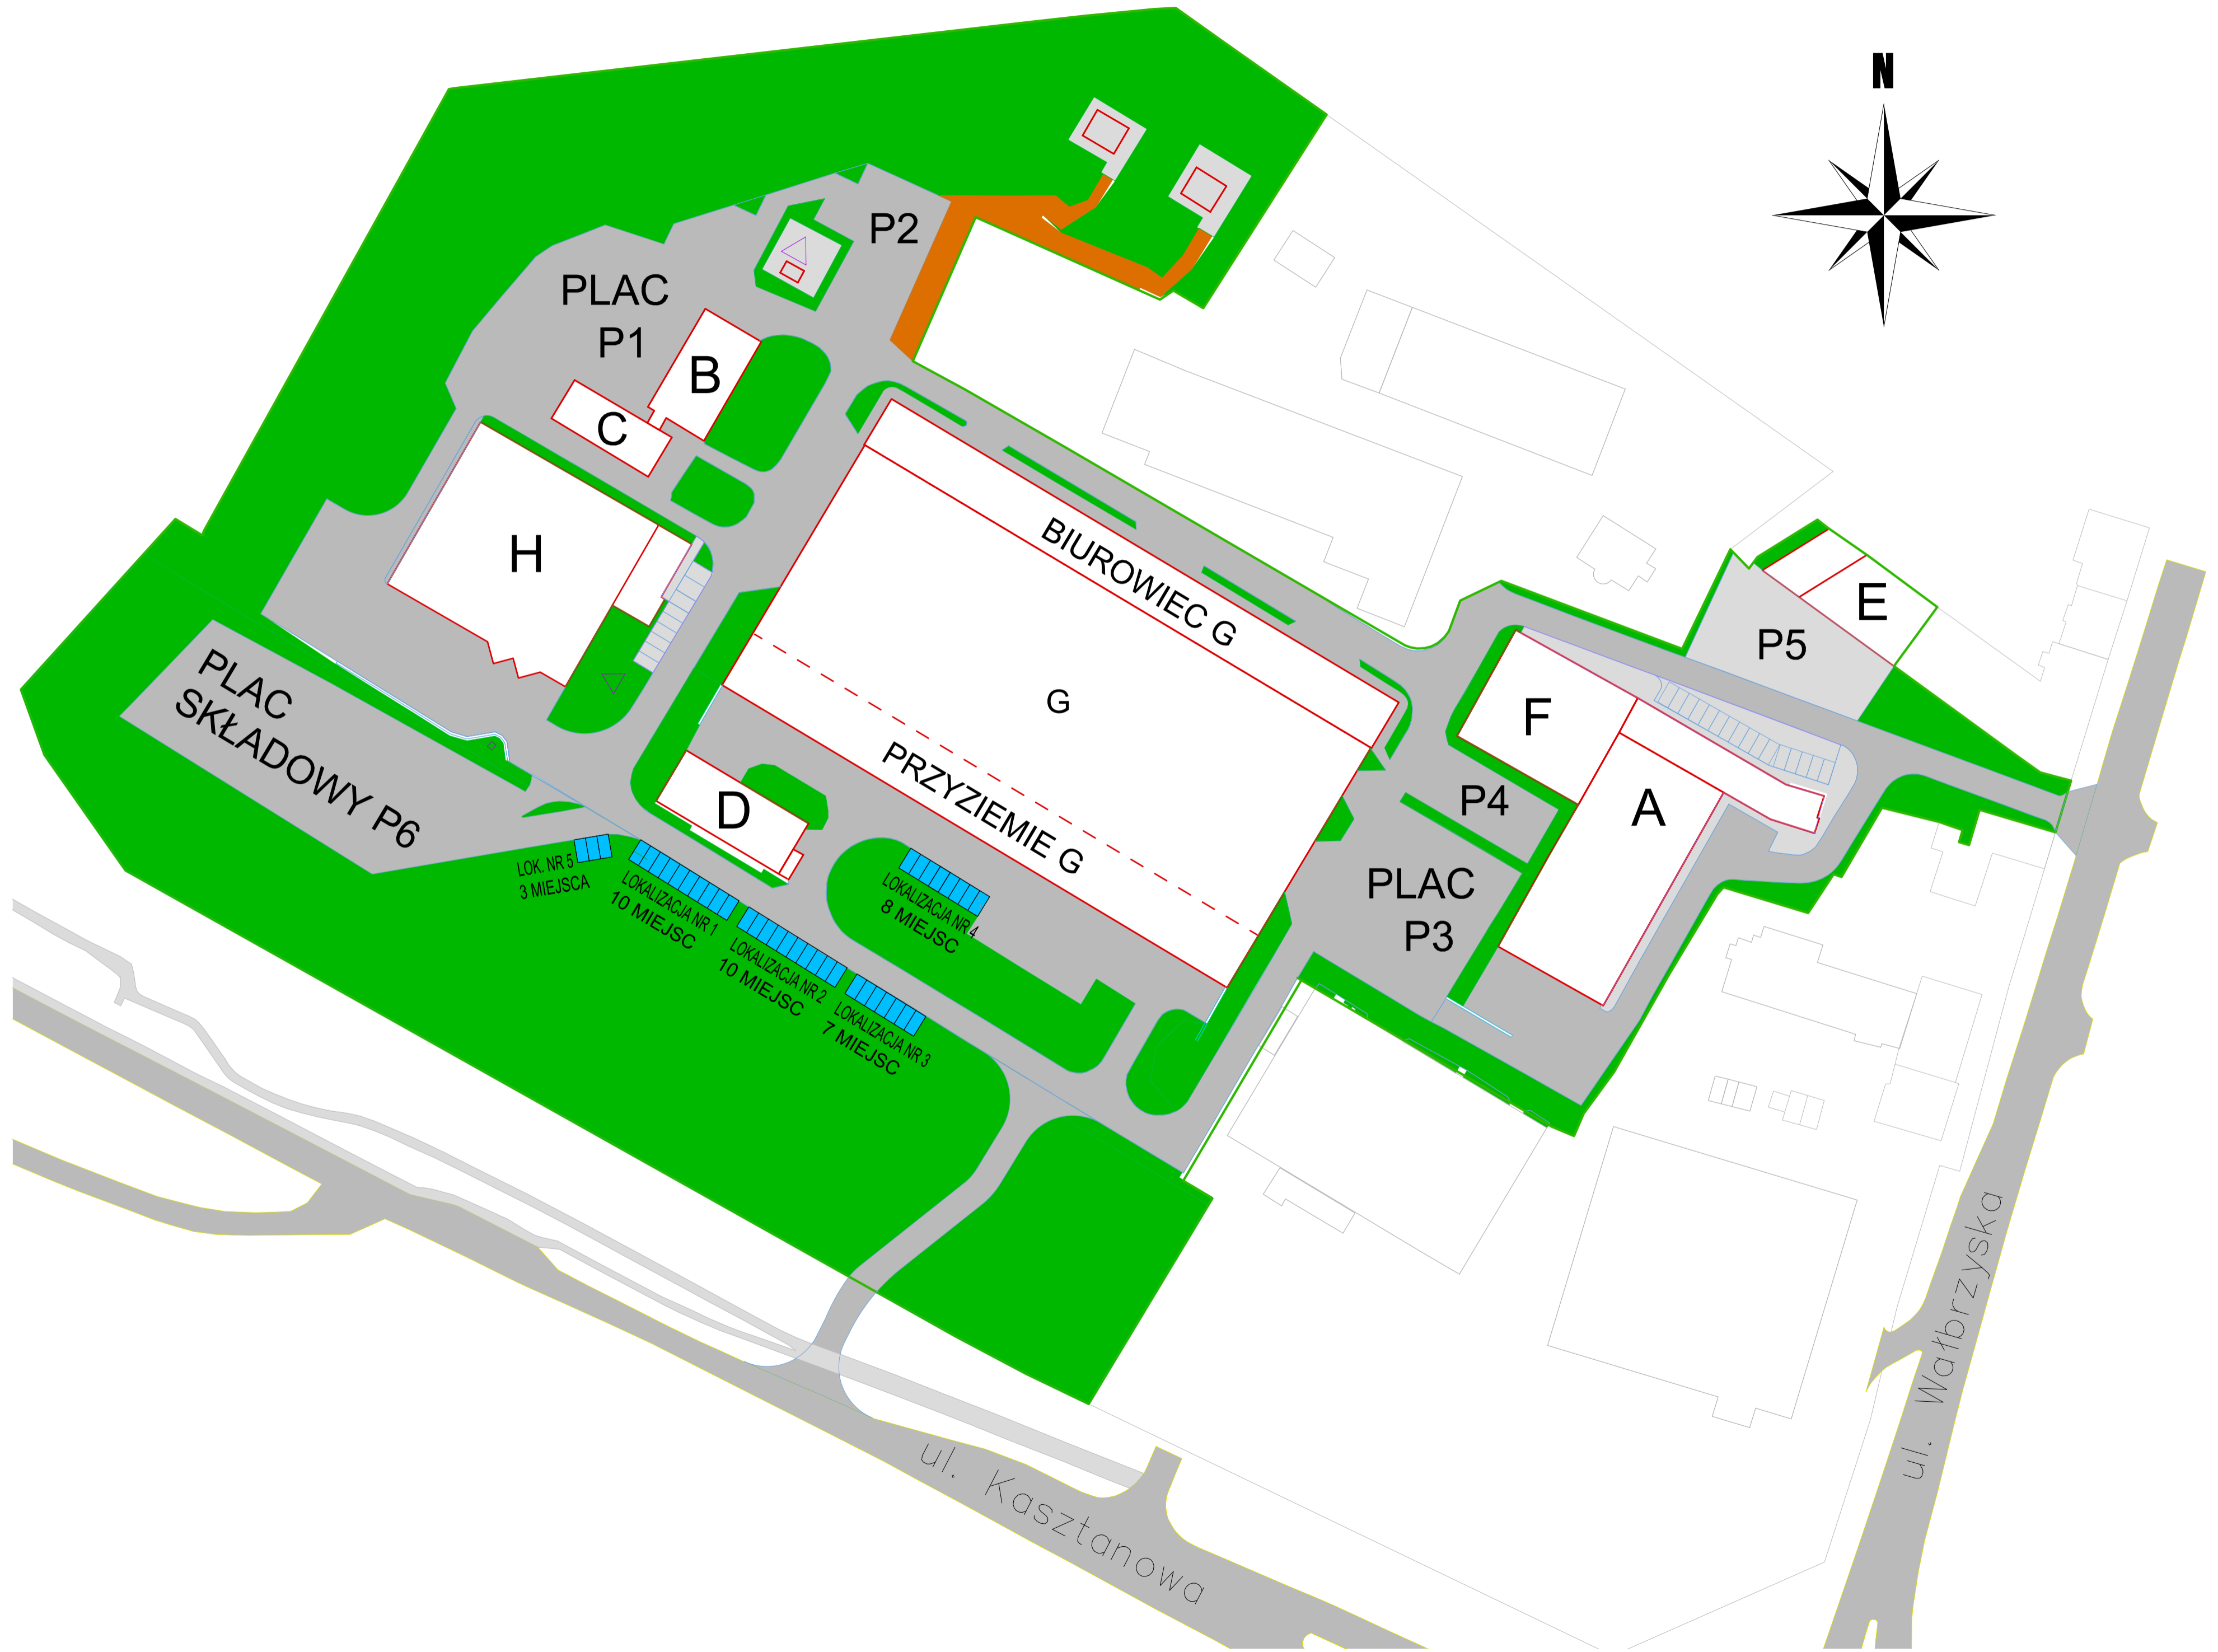 N
P2
PLAC
P1
B
C
H
BIUROWIEC G
G
PRZYZIEMIE G
E
P5
F
A
P4
PLAC
P3
PLAC
SKŁADOWY P6
D
LOK. NR 5
3 MIEJSCA
LOKALIZACJA NR 1
10 MIEJSC
LOKALIZACJA NR 2
10 MIEJSC
LOKALIZACJA NR 3
7 MIEJSC
LOKALIZACJA NR 4
8 MIEJSC
ul. Kasztanowa
ul. Wałbrzyska